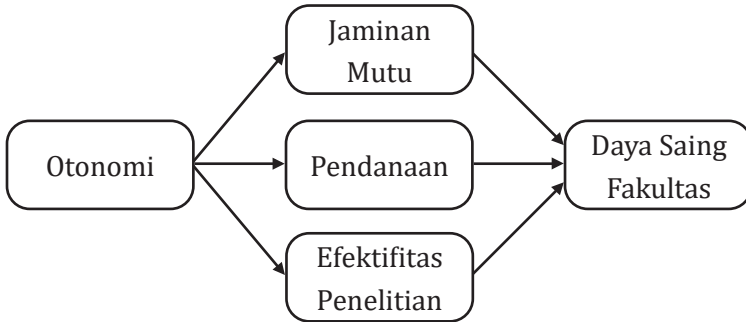 Jaminan
Mutu
Otonomi
Pendanaan
Daya Saing
Fakultas
Efektifitas
Penelitian